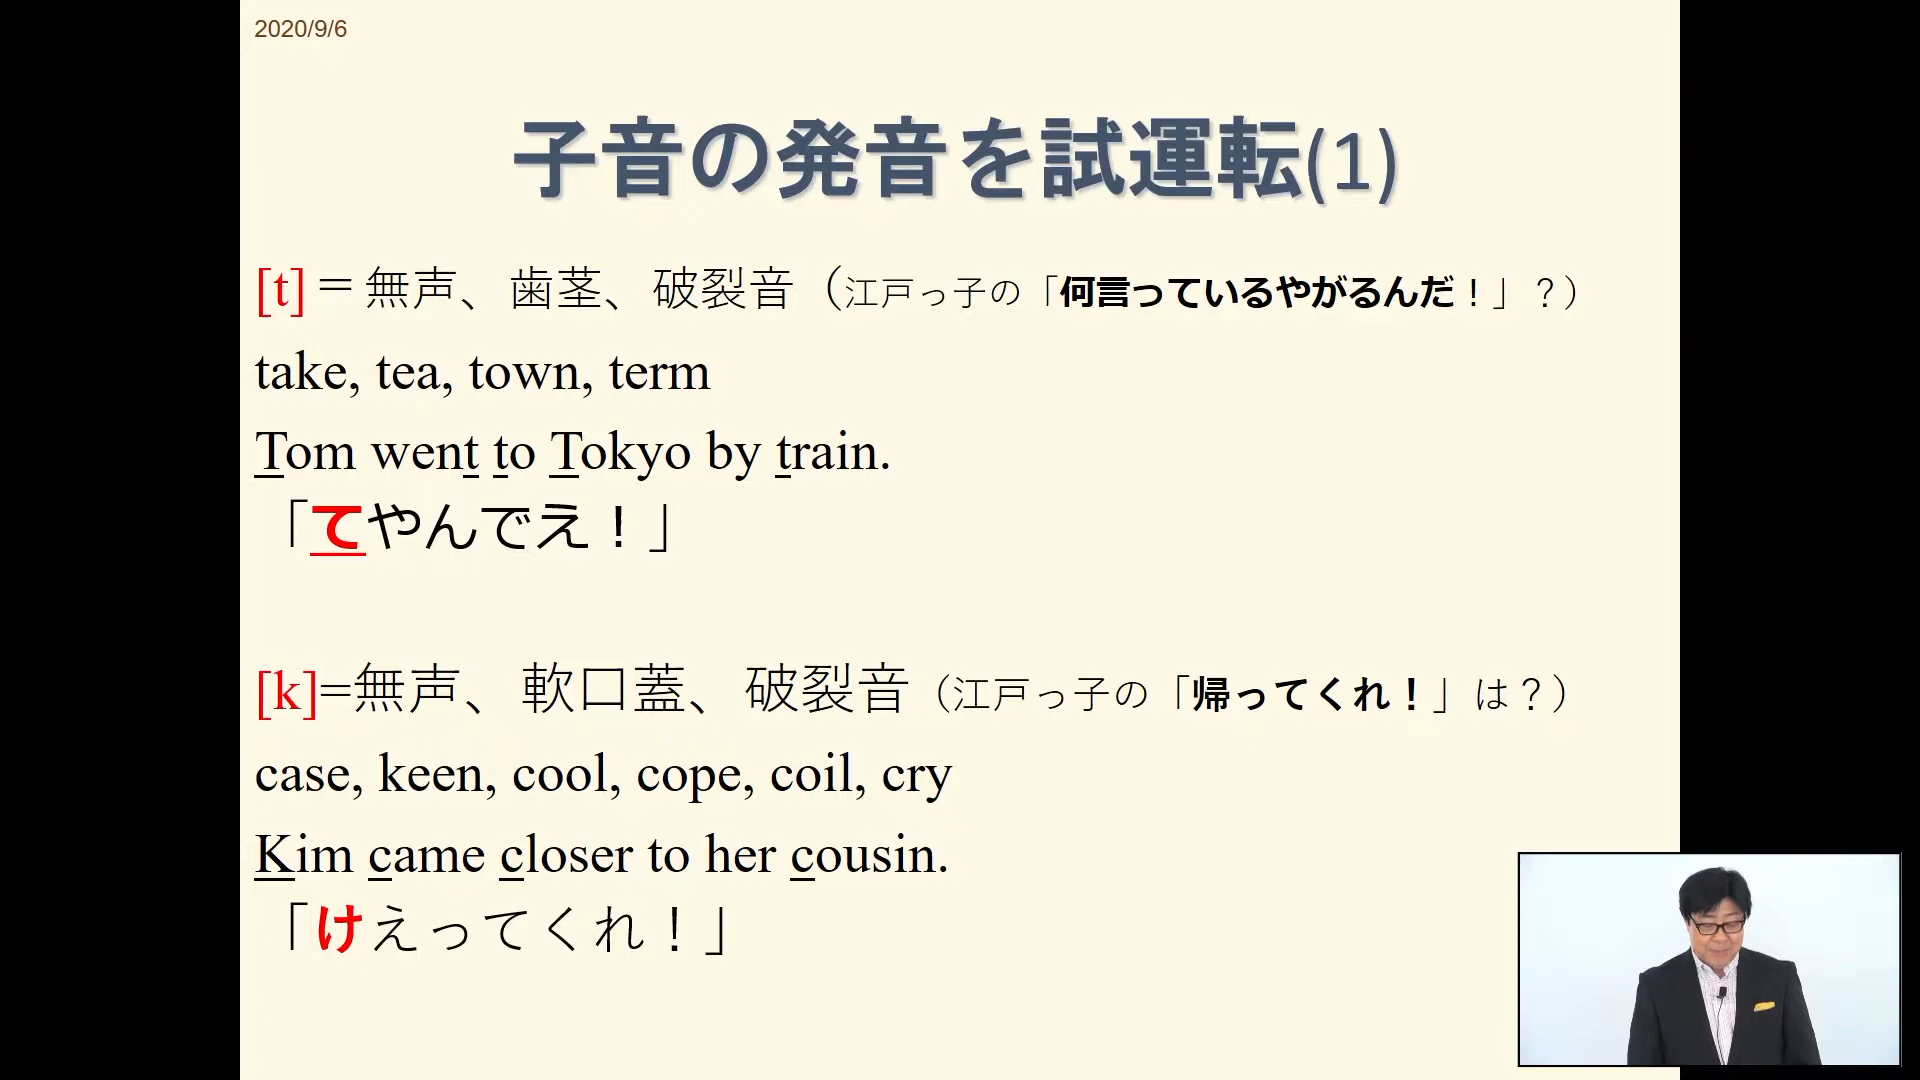 2020/9/6
子音の発音を試運転(1)
[t] = 無声、歯茎、破裂音（江戸っ子の「何言っているやがるんだ！」？）
take, tea, town, term
Tom went to Tokyo by train.
「てやんでえ！」
[k]=無声、軟口蓋、破裂音（江戸っ子の「帰ってくれ！」は？）
case, keen, cool, cope, coil, cry
Kim came closer to her cousin.
「けえってくれ！」